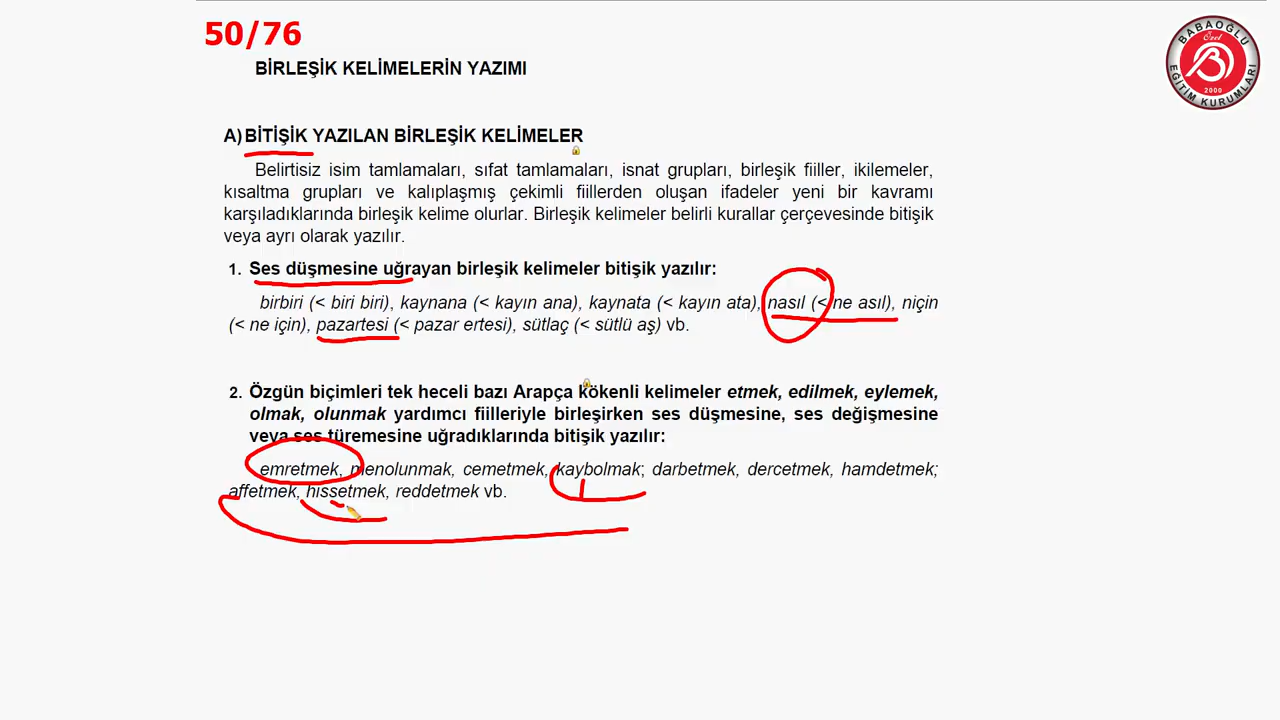 50/76
BİRLEŞİK KELİMELERİN YAZIMI
BABAOĞLU
Özel
B
2000
EĞİTİM KURUMLARI
A) BİTİŞİK YAZILAN BİRLEŞİK KELİMELER
Belirtisiz isim tamlamaları, sıfat tamlamaları, isnat grupları, birleşik fiiller, ikilemeler,
kısaltma grupları ve kalıplaşmış çekimli fiillerden oluşan ifadeler yeni bir kavramı
karşıladıklarında birleşik kelime olurlar. Birleşik kelimeler belirli kurallar çerçevesinde bitişik
veya ayrı olarak yazılır.
1. Ses düşmesine uğrayan birleşik kelimeler bitişik yazılır:
birbiri (< biri biri), kaynana (< kayın ana), kaynata (< kayın ata), nasıl (< ne asıl), niçin
(< ne için), pazartesi (< pazar ertesi), sütlaç (< sütlü aş) vb.
2. Özgün biçimleri tek heceli bazı Arapça kökenli kelimeler etmek, edilmek, eylemek,
olmak, olunmak yardımcı fiilleriyle birleşirken ses düşmesine, ses değişmesine
veya ses türemesine uğradıklarında bitişik yazılır:
emretmek, menolunmak, cemetmek, kaybolmak; darbetmek, dercetmek, hamdetmek;
affetmek, hissetmek, reddetmek vb.